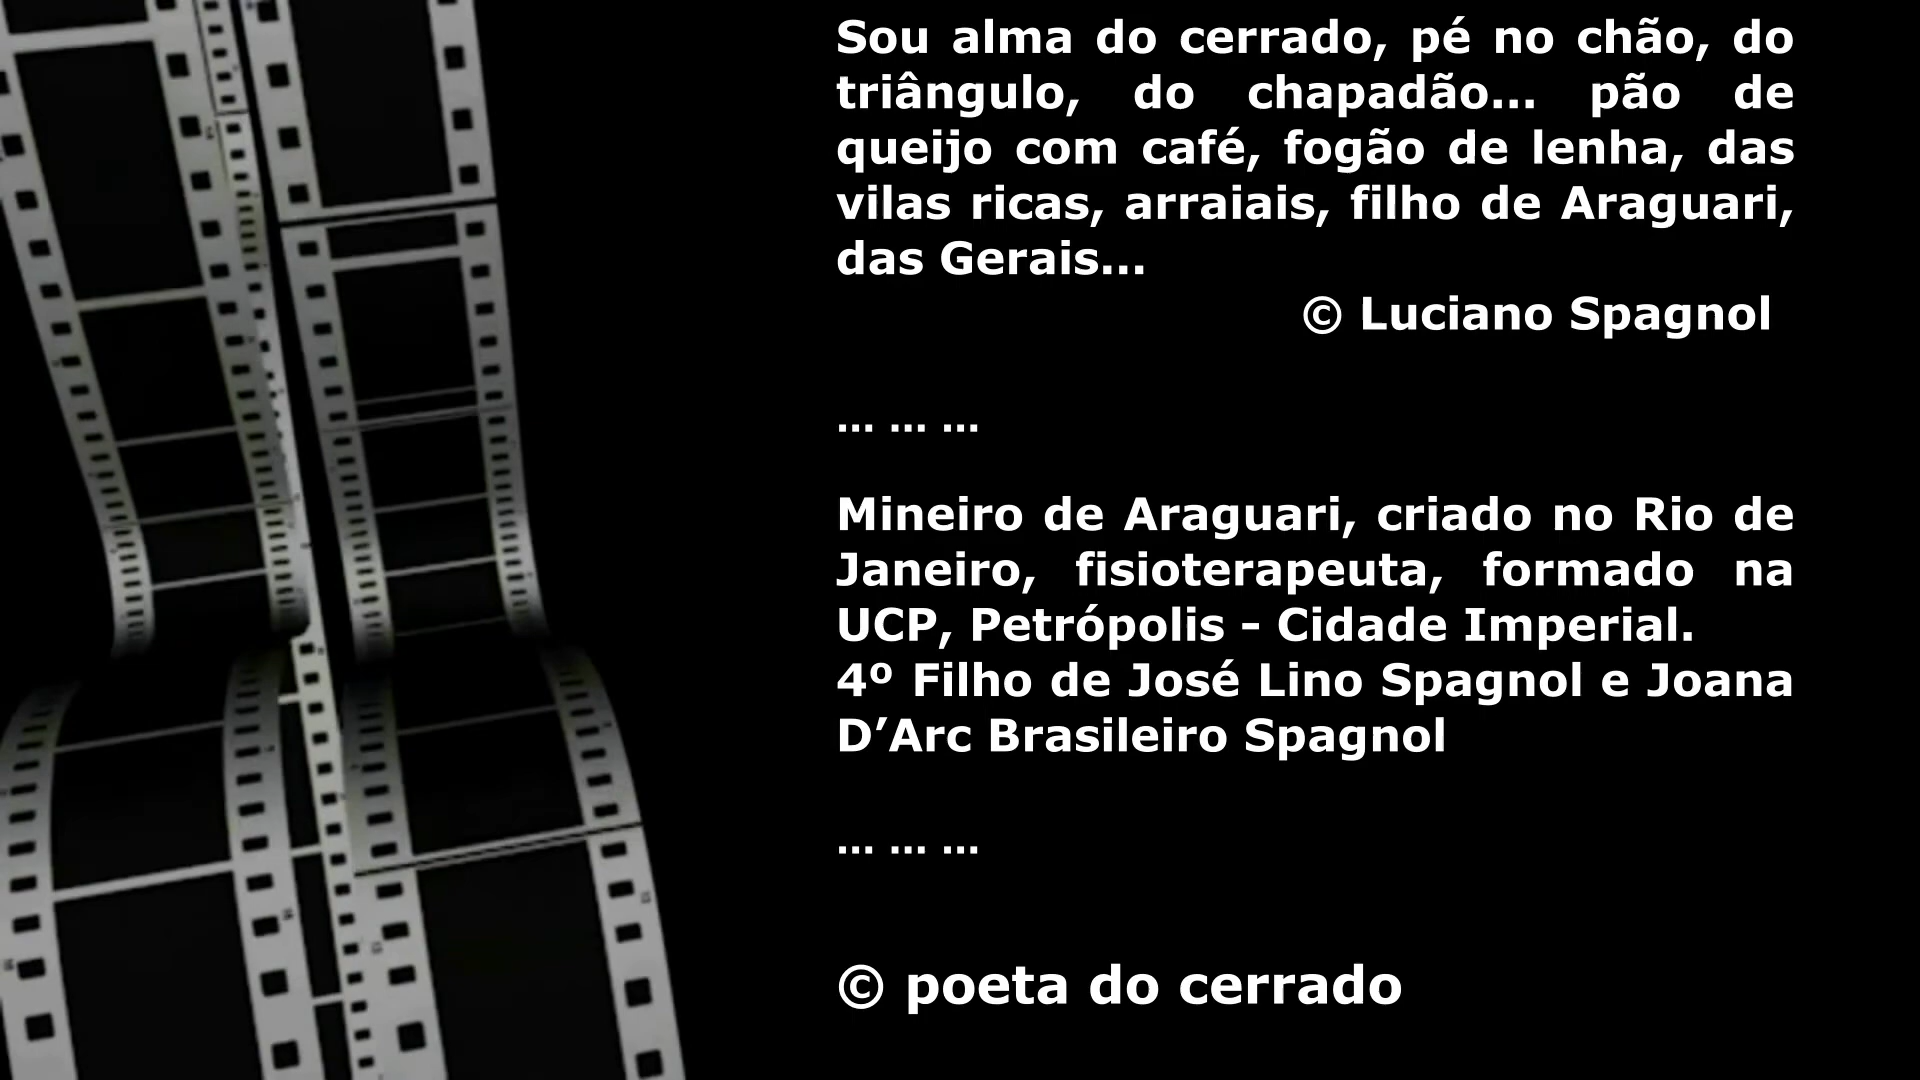 Sou alma do cerrado, pé no chão, do
triângulo, do chapadão... pão de
queijo com café, fogão de lenha, das
vilas ricas, arraiais, filho de Araguari,
das Gerais...
© Luciano Spagnol
... ... ...
Mineiro de Araguari, criado no Rio de
Janeiro, fisioterapeuta, formado na
UCP, Petrópolis - Cidade Imperial.
4º Filho de José Lino Spagnol e Joana
D’Arc Brasileiro Spagnol
... ... ...
© poeta do cerrado